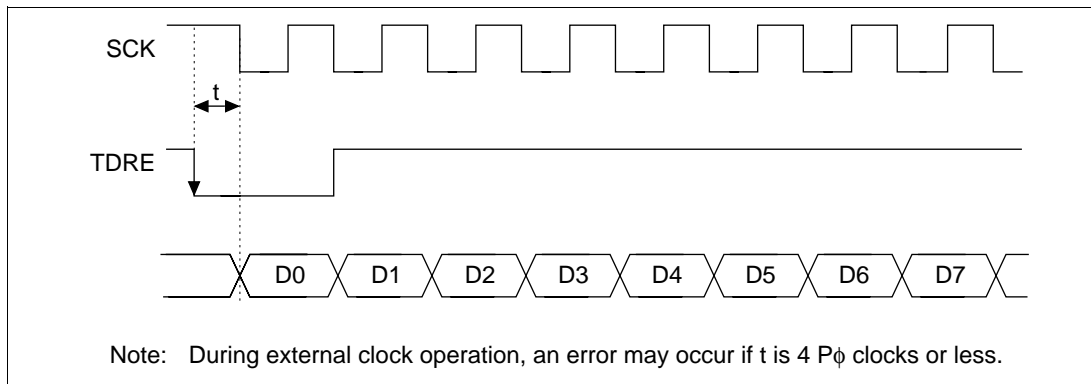 SCK
t
TDRE
D0 D1 D2 D3 D4 D5 D6 D7
Note: During external clock operation, an error may occur if t is 4 Pϕ clocks or less.